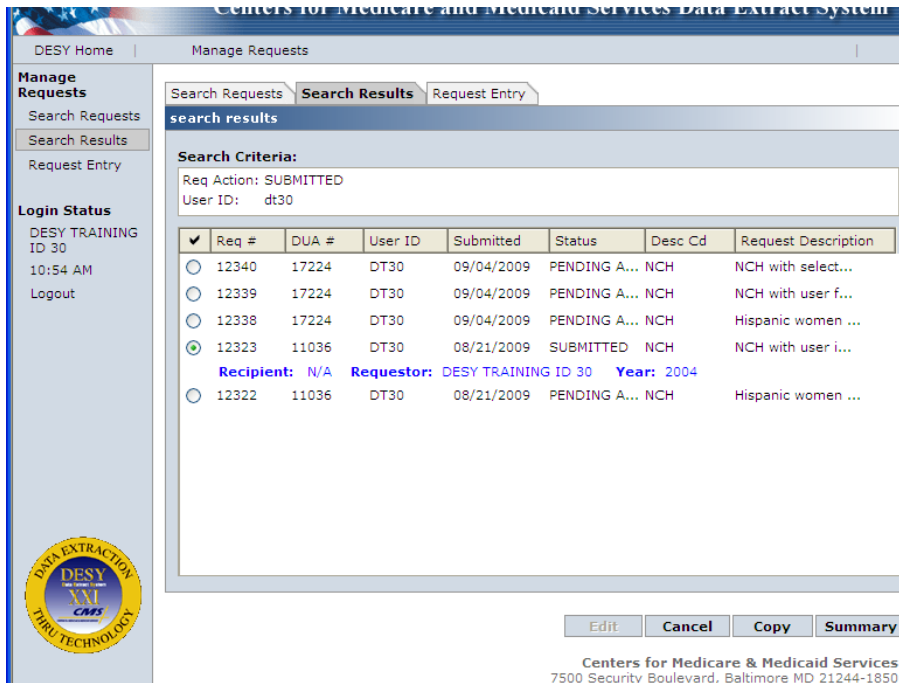 Centers for Medicare and Medicaid Services Data Extract System
DESY Home | Manage Requests |
Manage Requests
Search Requests
Search Results
Request Entry
Login Status
DESY TRAINING ID 30
10:54 AM
Logout
Search Requests Search Results Request Entry
search results
Search Criteria:
Req Action: SUBMITTED
User ID: dt30
✔ Req # DUA # User ID Submitted Status Desc Cd Request Description
12340 17224 DT30 09/04/2009 PENDING A... NCH NCH with select...
12339 17224 DT30 09/04/2009 PENDING A... NCH NCH with user f...
12338 17224 DT30 09/04/2009 PENDING A... NCH Hispanic women ...
12323 11036 DT30 08/21/2009 SUBMITTED NCH NCH with user i...
Recipient: N/A Requestor: DESY TRAINING ID 30 Year: 2004
12322 11036 DT30 08/21/2009 PENDING A... NCH Hispanic women ...
DATA EXTRACTION
DESY
XXI
CMS
THRU TECHNOLOGY
Edit Cancel Copy Summary
Centers for Medicare & Medicaid Services
7500 Security Boulevard, Baltimore MD 21244-1850